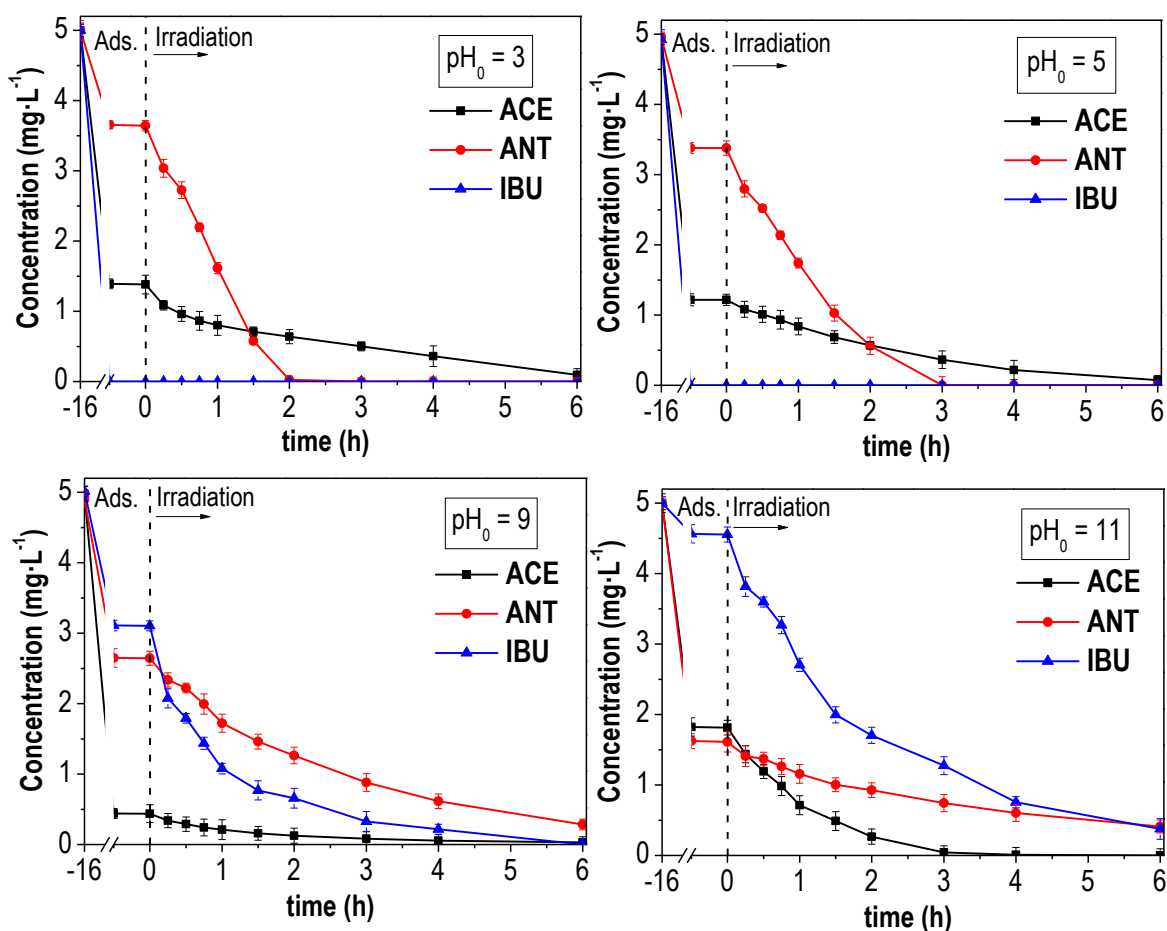 Ads. Irradiation
pH₀ = 3
ACE
ANT
IBU
Concentration (mg·L⁻¹)
5
4
3
2
1
0
-16 0 1 2 3 4 5 6
time (h)
Ads. Irradiation
pH₀ = 5
ACE
ANT
IBU
Concentration (mg·L⁻¹)
5
4
3
2
1
0
-16 0 1 2 3 4 5 6
time (h)
Ads. Irradiation
pH₀ = 9
ACE
ANT
IBU
Concentration (mg·L⁻¹)
5
4
3
2
1
0
-16 0 1 2 3 4 5 6
time (h)
Ads. Irradiation
pH₀ = 11
ACE
ANT
IBU
Concentration (mg·L⁻¹)
5
4
3
2
1
0
-16 0 1 2 3 4 5 6
time (h)